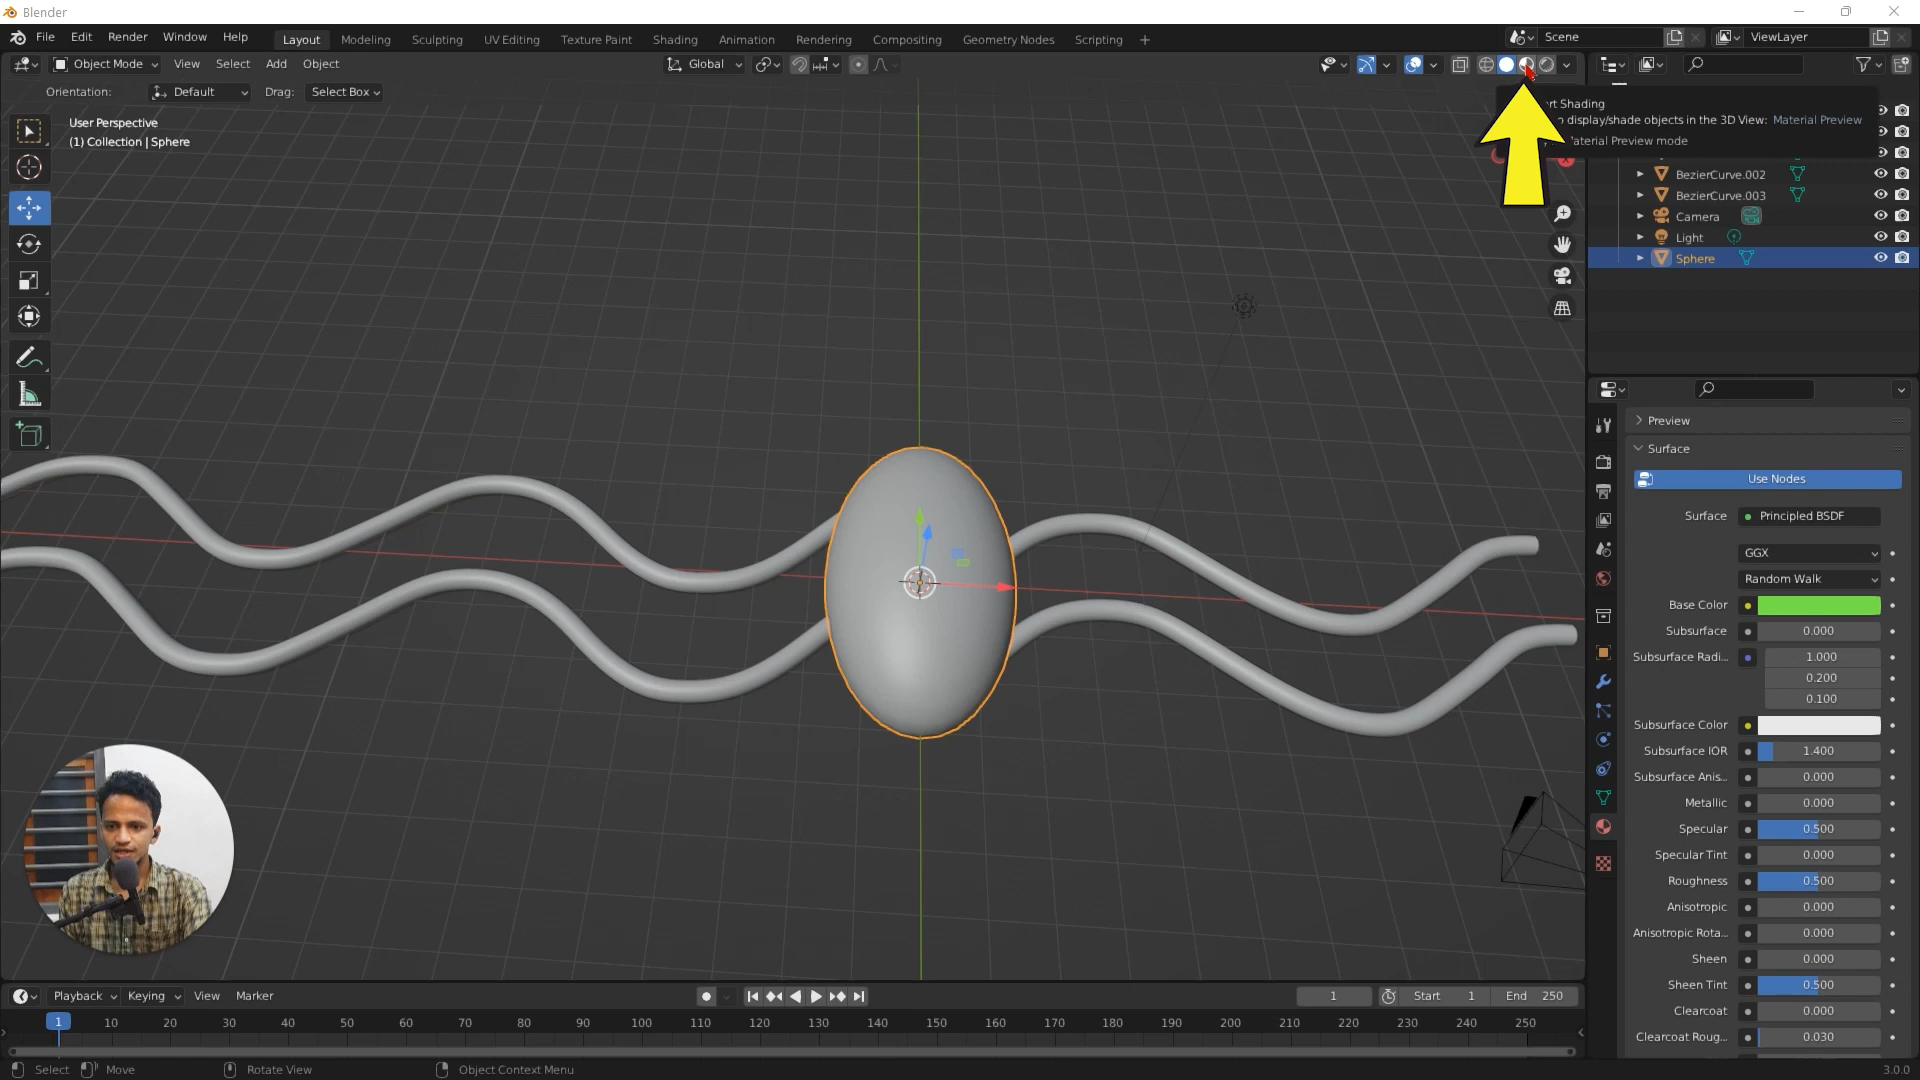 Blender
File Edit Render Window Help Layout Modeling Sculpting UV Editing Texture Paint Shading Animation Rendering Compositing Geometry Nodes Scripting + Scene ViewLayer
Object Mode View Select Add Object Global
Orientation: Default Drag: Select Box
User Perspective
(1) Collection | Sphere
Shading
display/shade objects in the 3D View: Material Preview
Material Preview mode
BezierCurve.002
BezierCurve.003
Camera
Light
Sphere
Preview
Surface
Use Nodes
Surface Principled BSDF
GGX
Random Walk
Base Color
Subsurface 0.000
Subsurface Radi... 1.000
0.200
0.100
Subsurface Color
Subsurface IOR 1.400
Subsurface Anis... 0.000
Metallic 0.000
Specular 0.500
Specular Tint 0.000
Roughness 0.500
Anisotropic 0.000
Anisotropic Rota... 0.000
Sheen 0.000
Sheen Tint 0.500
Clearcoat 0.000
Clearcoat Roug... 0.030
Playback Keying View Marker 1 Start 1 End 250
1 10 20 30 40 50 60 70 80 90 100 110 120 130 140 150 160 170 180 190 200 210 220 230 240 250
Select Move Rotate View Object Context Menu 3.0.0